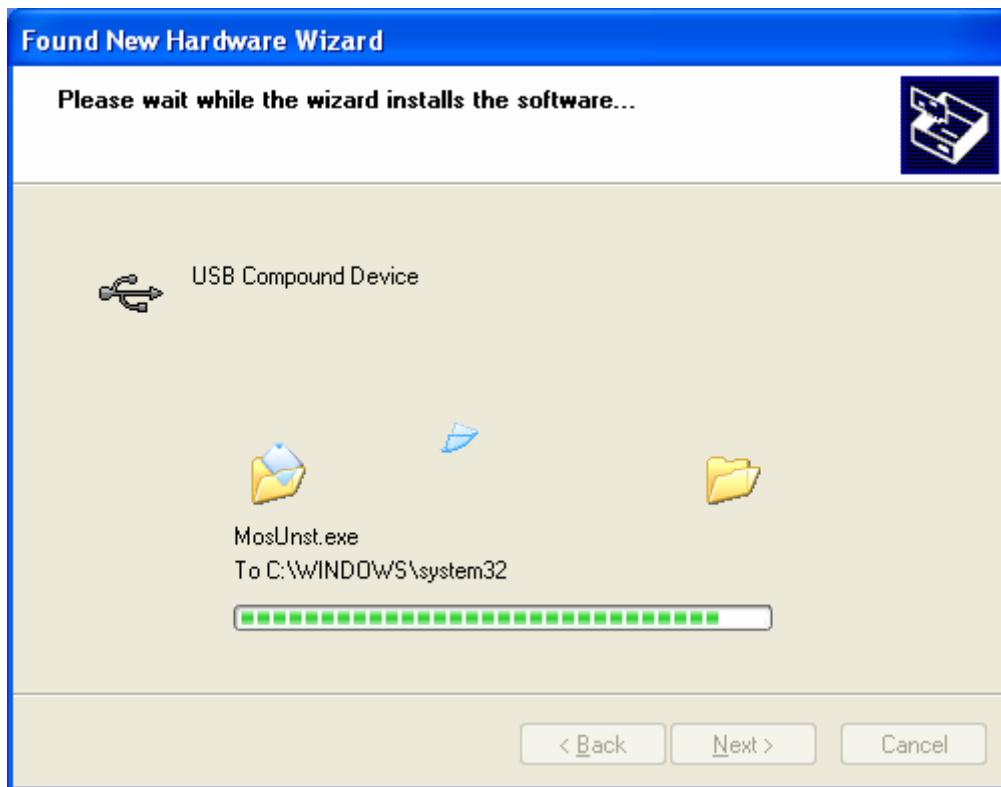 Found New Hardware Wizard
Please wait while the wizard installs the software...
USB Compound Device
MosUnst.exe
To C:\WINDOWS\system32
< Back
Next >
Cancel